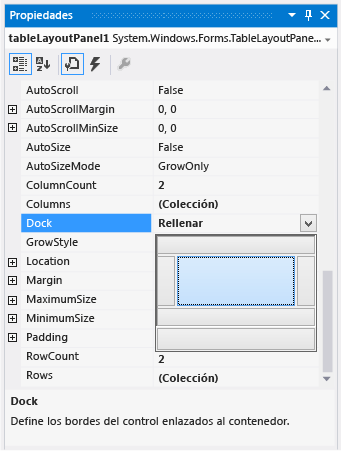 Propiedades
tableLayoutPanel1 System.Windows.Forms.TableLayoutPane...
AutoScroll False
AutoScrollMargin 0, 0
AutoScrollMinSize 0, 0
AutoSize False
AutoSizeMode GrowOnly
ColumnCount 2
Columns (Colección)
Dock Rellenar
GrowStyle
Location
Margin
MaximumSize
MinimumSize
Padding
RowCount 2
Rows (Colección)
Dock
Define los bordes del control enlazados al contenedor.